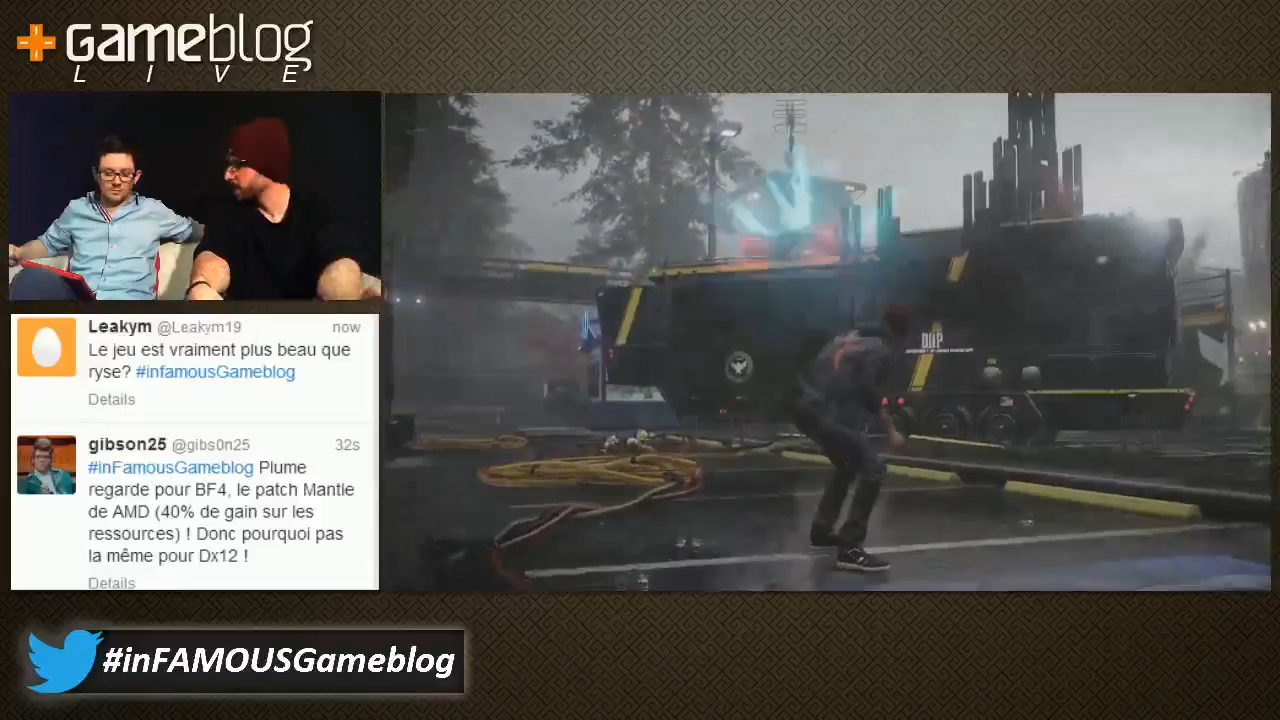 gameblog
LIVE
Leakym @Leakym19 now
Le jeu est vraiment plus beau que
ryse? #infamousGameblog
Details
gibson25 @gibs0n25 32s
#inFamousGameblog Plume
regarde pour BF4, le patch Mantle
de AMD (40% de gain sur les
ressources) ! Donc pourquoi pas
la même pour Dx12 !
Details
D.U.P
#inFAMOUSGameblog